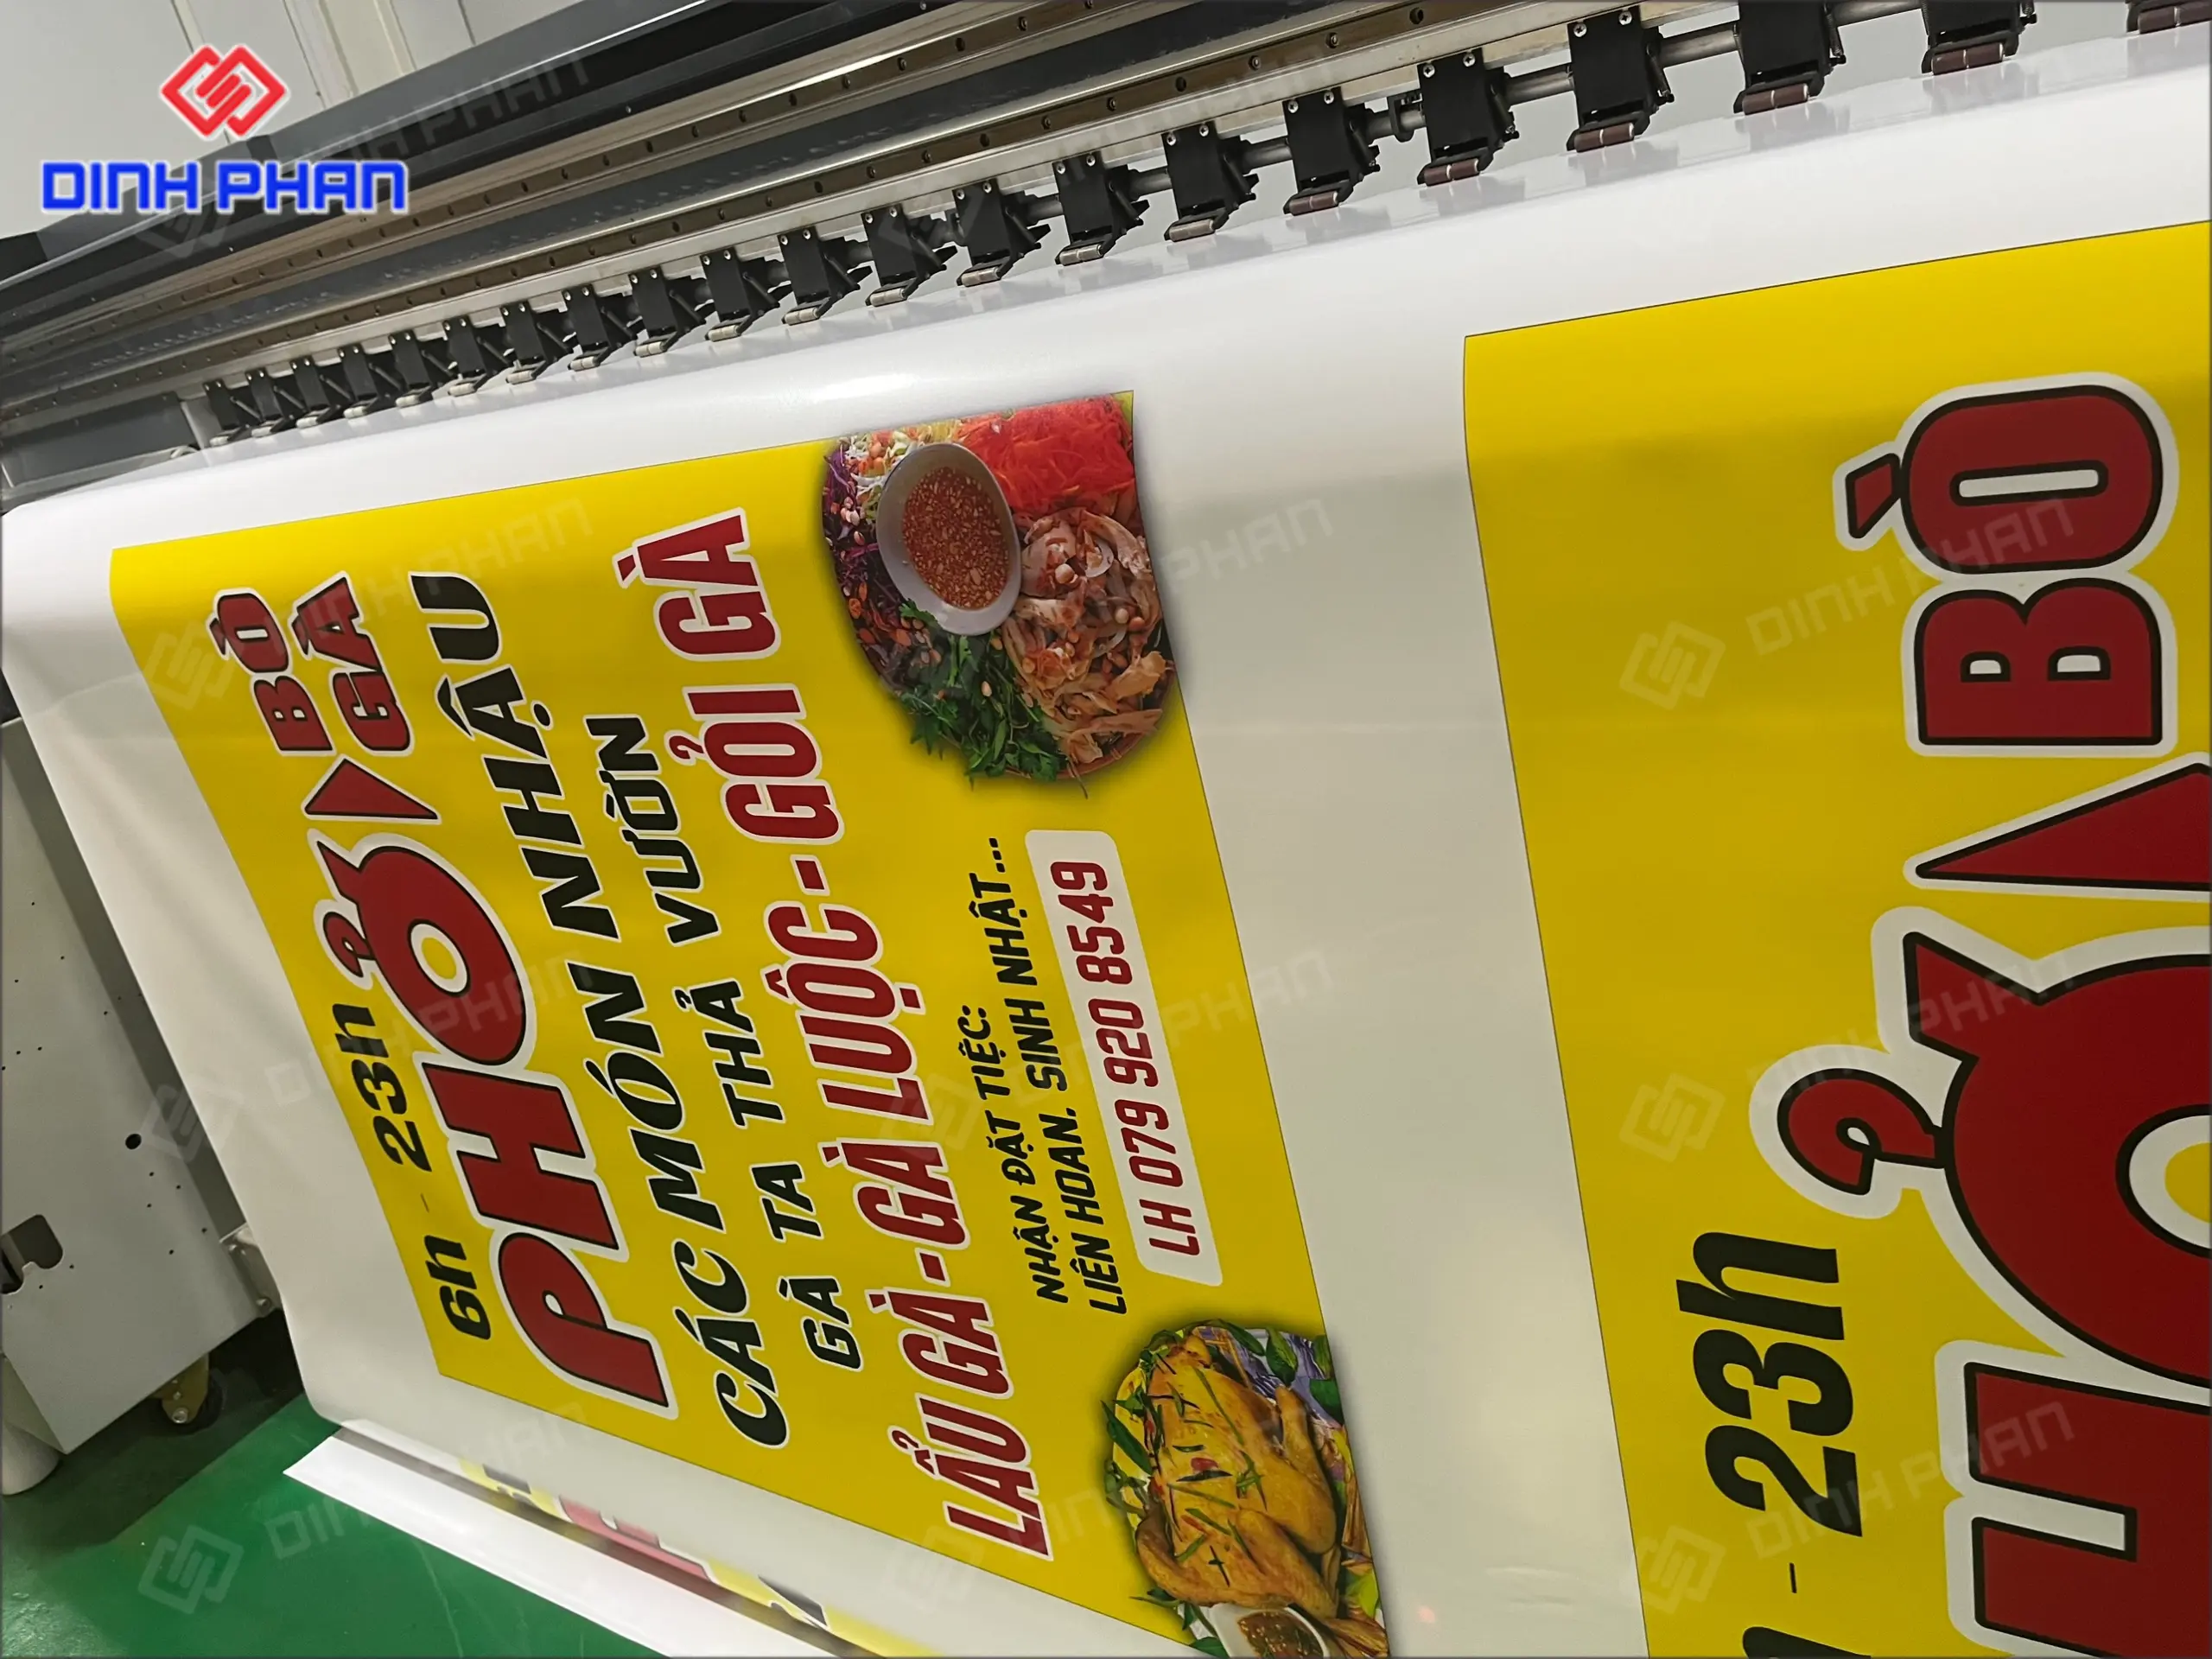 DINH PHAN
6h - 23h
PHỞ BÒ
GÀ
CÁC MÓN NHẬU
GÀ TA THẢ VƯỜN
LẨU GÀ - GÀ LUỘC - GỎI GÀ
NHẬN ĐẶT TIỆC:
LIÊN HOAN. SINH NHẬT...
LH 079 920 8549
BÒ
23h